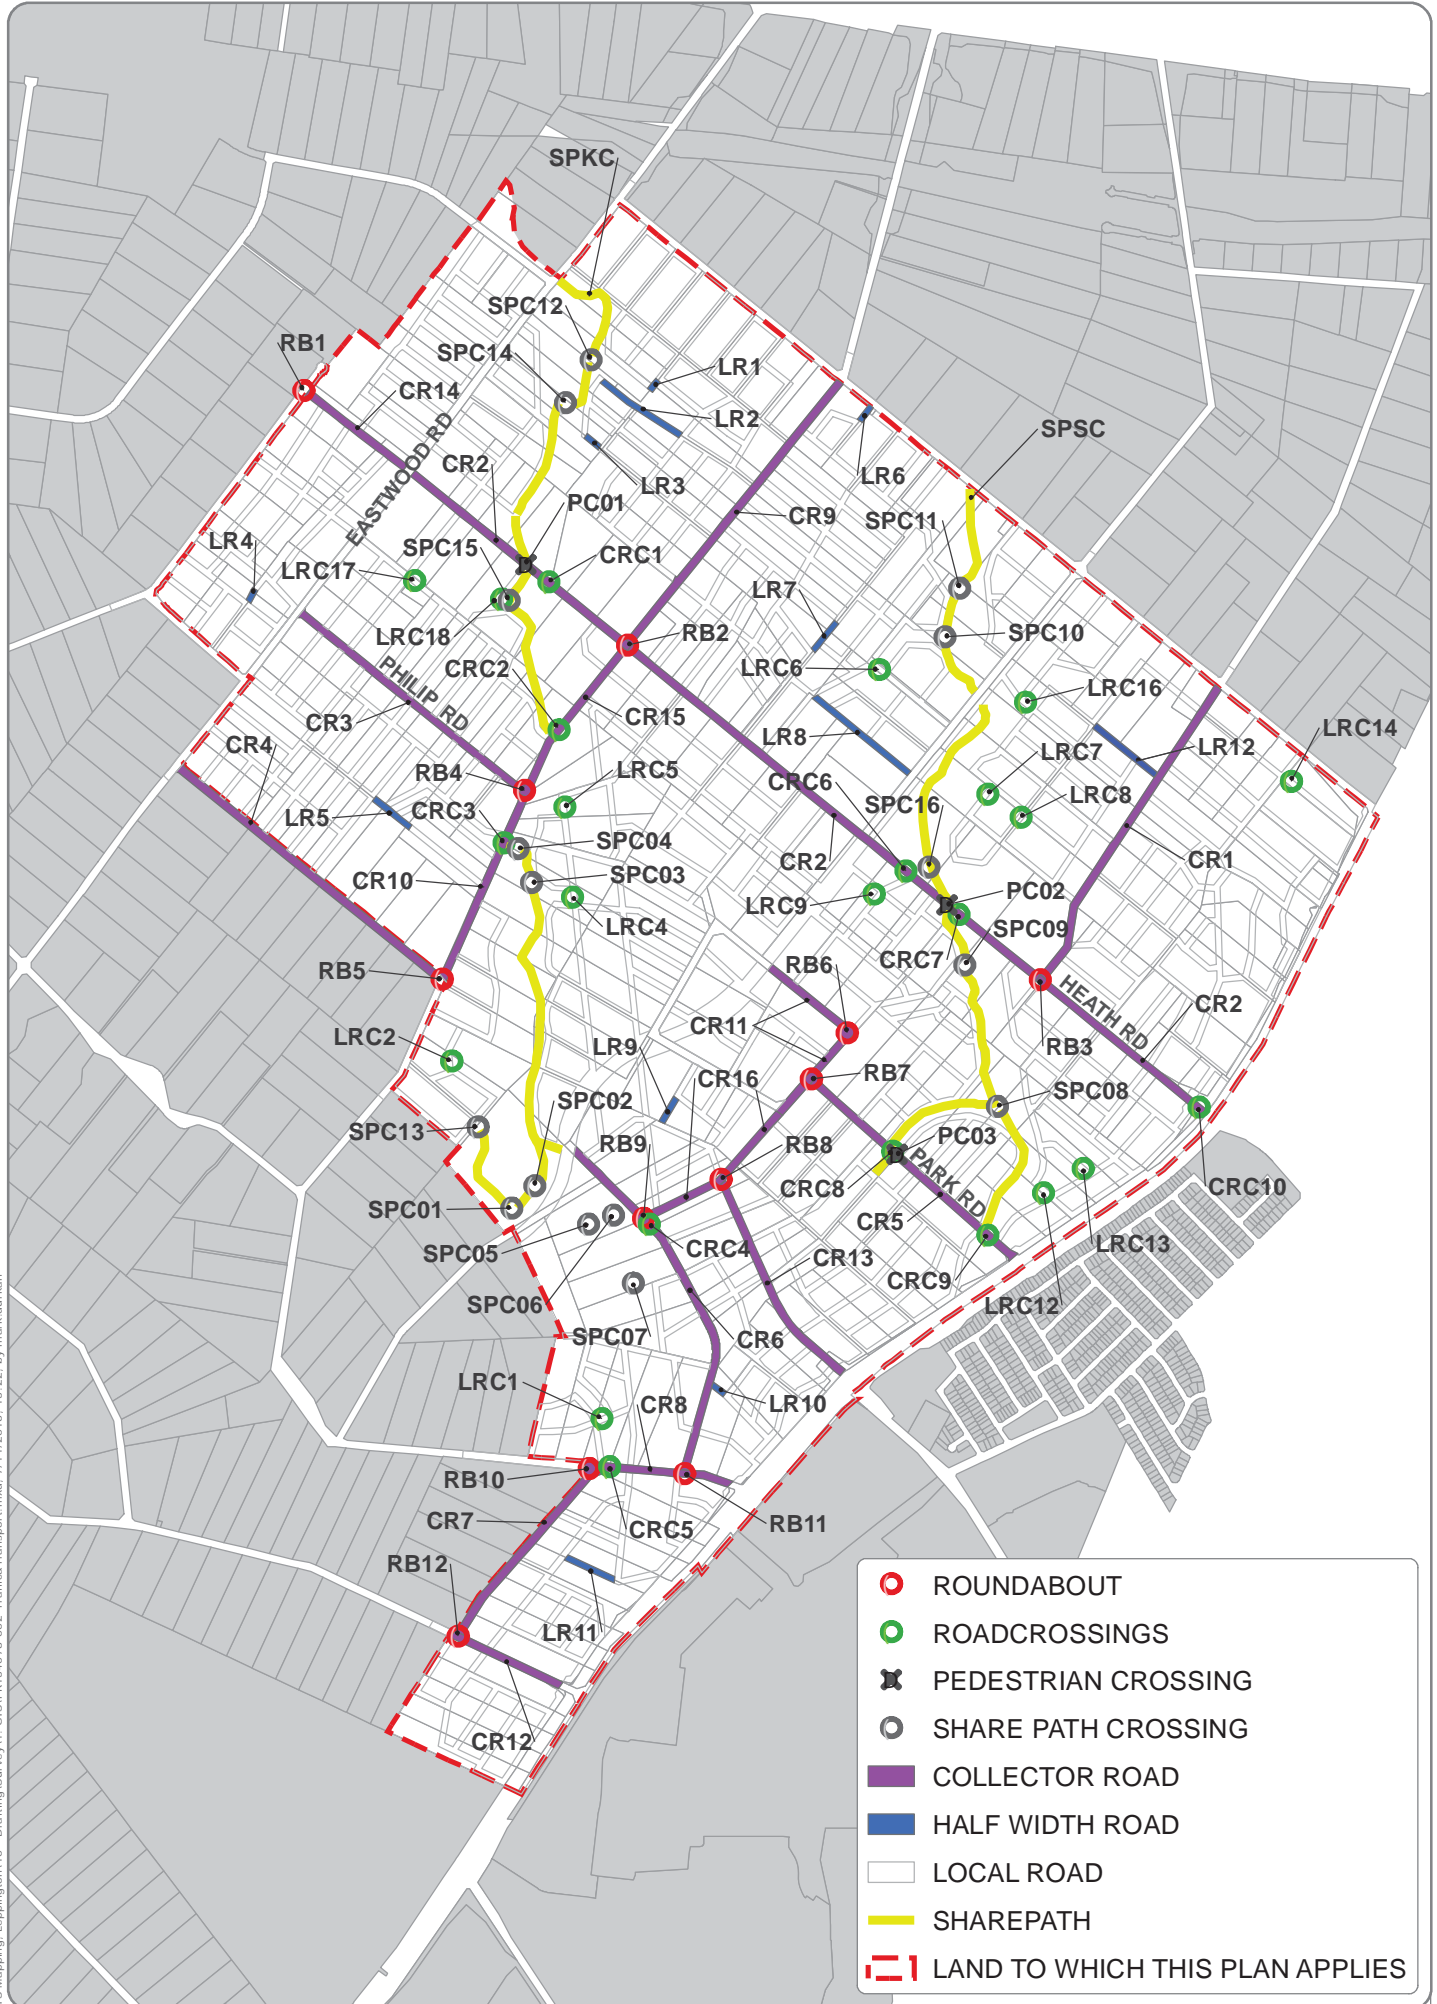 SPKC
SPC12
RB1
SPC14
LR1
CR14
LR2
SPSC
EASTWOOD RD
CR2
LR3
LR6
PC01
CR9
SPC11
LR4
SPC15
CRC1
LRC17
LR7
LRC18
RB2
SPC10
CRC2
LRC6
PHILIP RD
LRC16
CR3
CR15
LRC14
CR4
LR8
LRC7
LR12
RB4
LRC5
CRC6
LRC8
CRC3
SPC16
LR5
SPC04
CR2
CR1
CR10
SPC03
PC02
LRC9
LRC4
SPC09
CRC7
RB6
RB5
HEATH RD
CR2
CR11
LRC2
LR9
RB3
RB7
CR16
SPC02
SPC08
SPC13
RB9
RB8
PC03
PARK RD
CRC8
CRC10
SPC01
CR5
SPC05
CRC4
CR13
LRC13
CRC9
SPC06
LRC12
SPC07
CR6
LRC1
CR8
LR10
RB10
CR7
CRC5
RB11
RB12
LR11
CR12
ROUNDABOUT
ROADCROSSINGS
PEDESTRIAN CROSSING
SHARE PATH CROSSING
COLLECTOR ROAD
HALF WIDTH ROAD
LOCAL ROAD
SHAREPATH
LAND TO WHICH THIS PLAN APPLIES